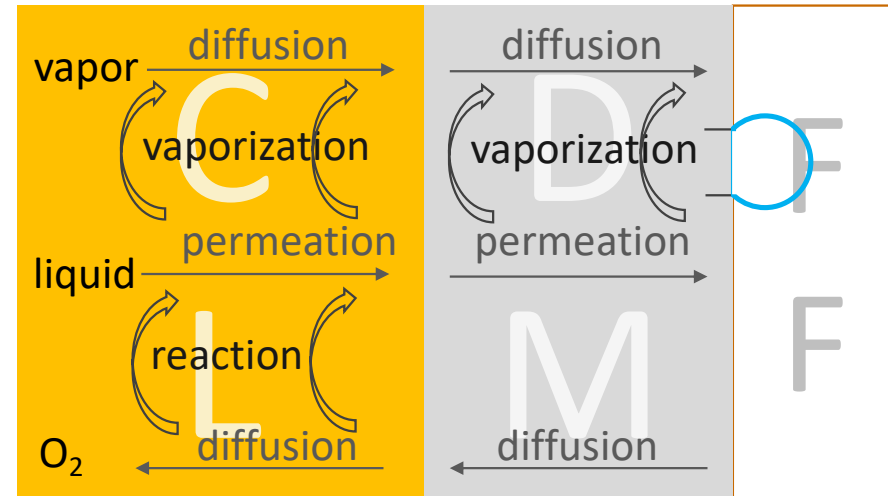 diffusion diffusion
vapor
C D F
vaporization vaporization
permeation permeation
liquid
L M F
reaction
diffusion diffusion
O₂